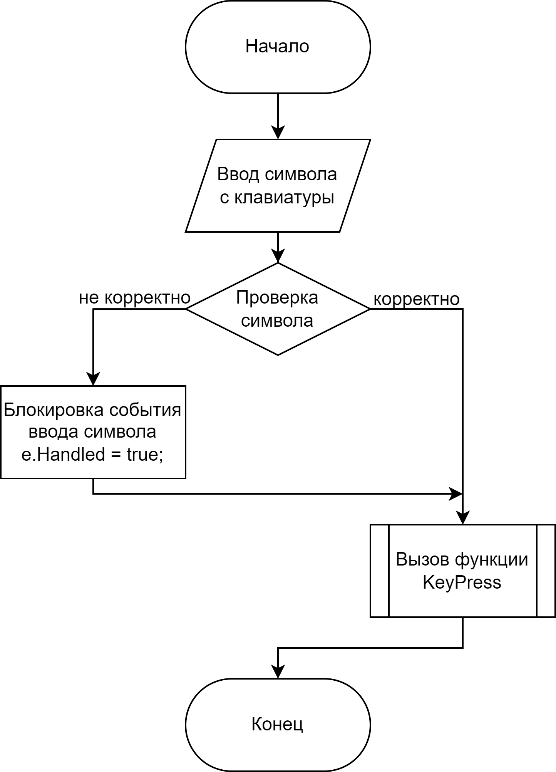 Начало
Ввод символа
с клавиатуры
не корректно
Проверка
символа
корректно
Блокировка события
ввода символа
e.Handled = true;
Вызов функции
KeyPress
Конец